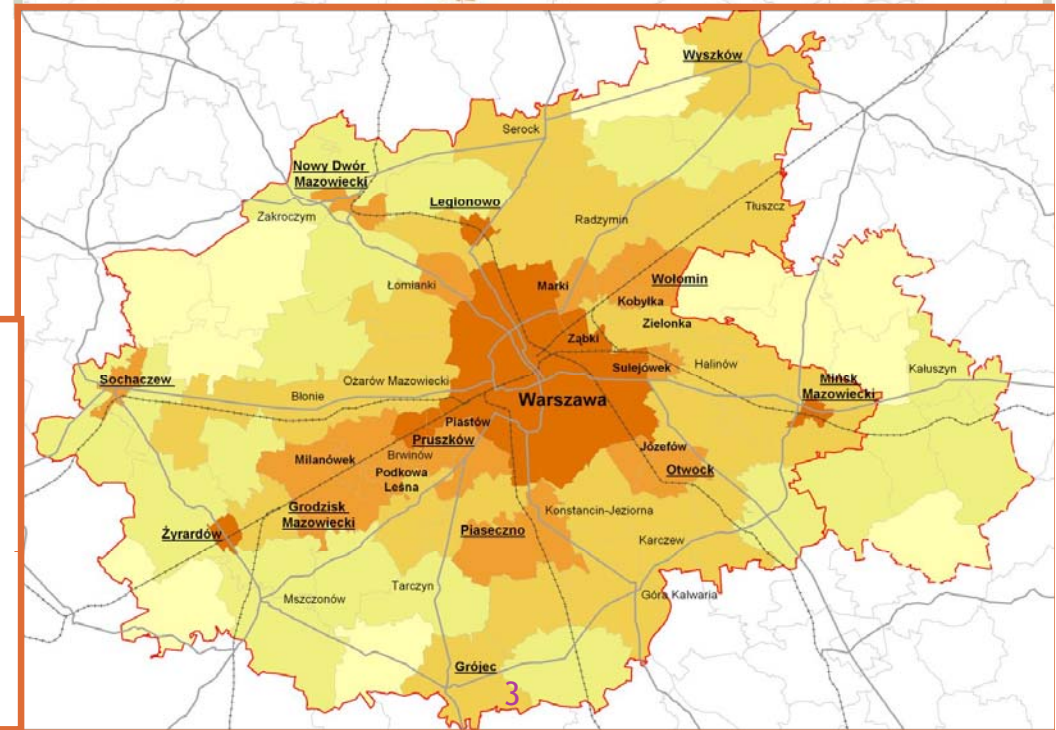 Wyszków
Serock
Nowy Dwór
Mazowiecki
Legionowo
Zakroczym
Radzymin
Tłuszcz
Łomianki
Marki
Wołomin
Kobyłka
Zielonka
Ząbki
Sulejówek
Halinów
Kałuszyn
Mińsk
Mazowiecki
Sochaczew
Błonie
Ożarów Mazowiecki
Warszawa
Piastów
Pruszków
Brwinów
Milanówek
Podkowa
Leśna
Józefów
Otwock
Grodzisk
Mazowiecki
Konstancin-Jeziorna
Żyrardów
Piaseczno
Karczew
Tarczyn
Mszczonów
Góra Kalwaria
Grójec
3